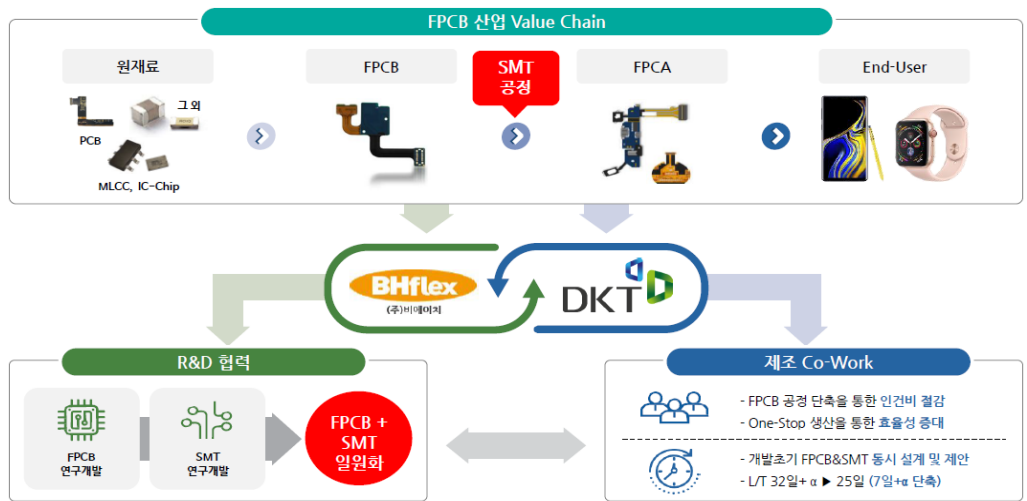 FPCB 산업 Value Chain
원재료
FPCB
SMT
공정
FPCA
End-User
그 외
PCB
MLCC, IC-Chip
BHflex
(주)비에이치
DKT
R&D 협력
제조 Co-Work
FPCB
연구개발
SMT
연구개발
FPCB +
SMT
일원화
- FPCB 공정 단축을 통한 인건비 절감
- One-Stop 생산을 통한 효율성 증대
- 개발초기 FPCB&SMT 동시 설계 및 제안
- L/T 32일+ α ▶ 25일 (7일+α 단축)